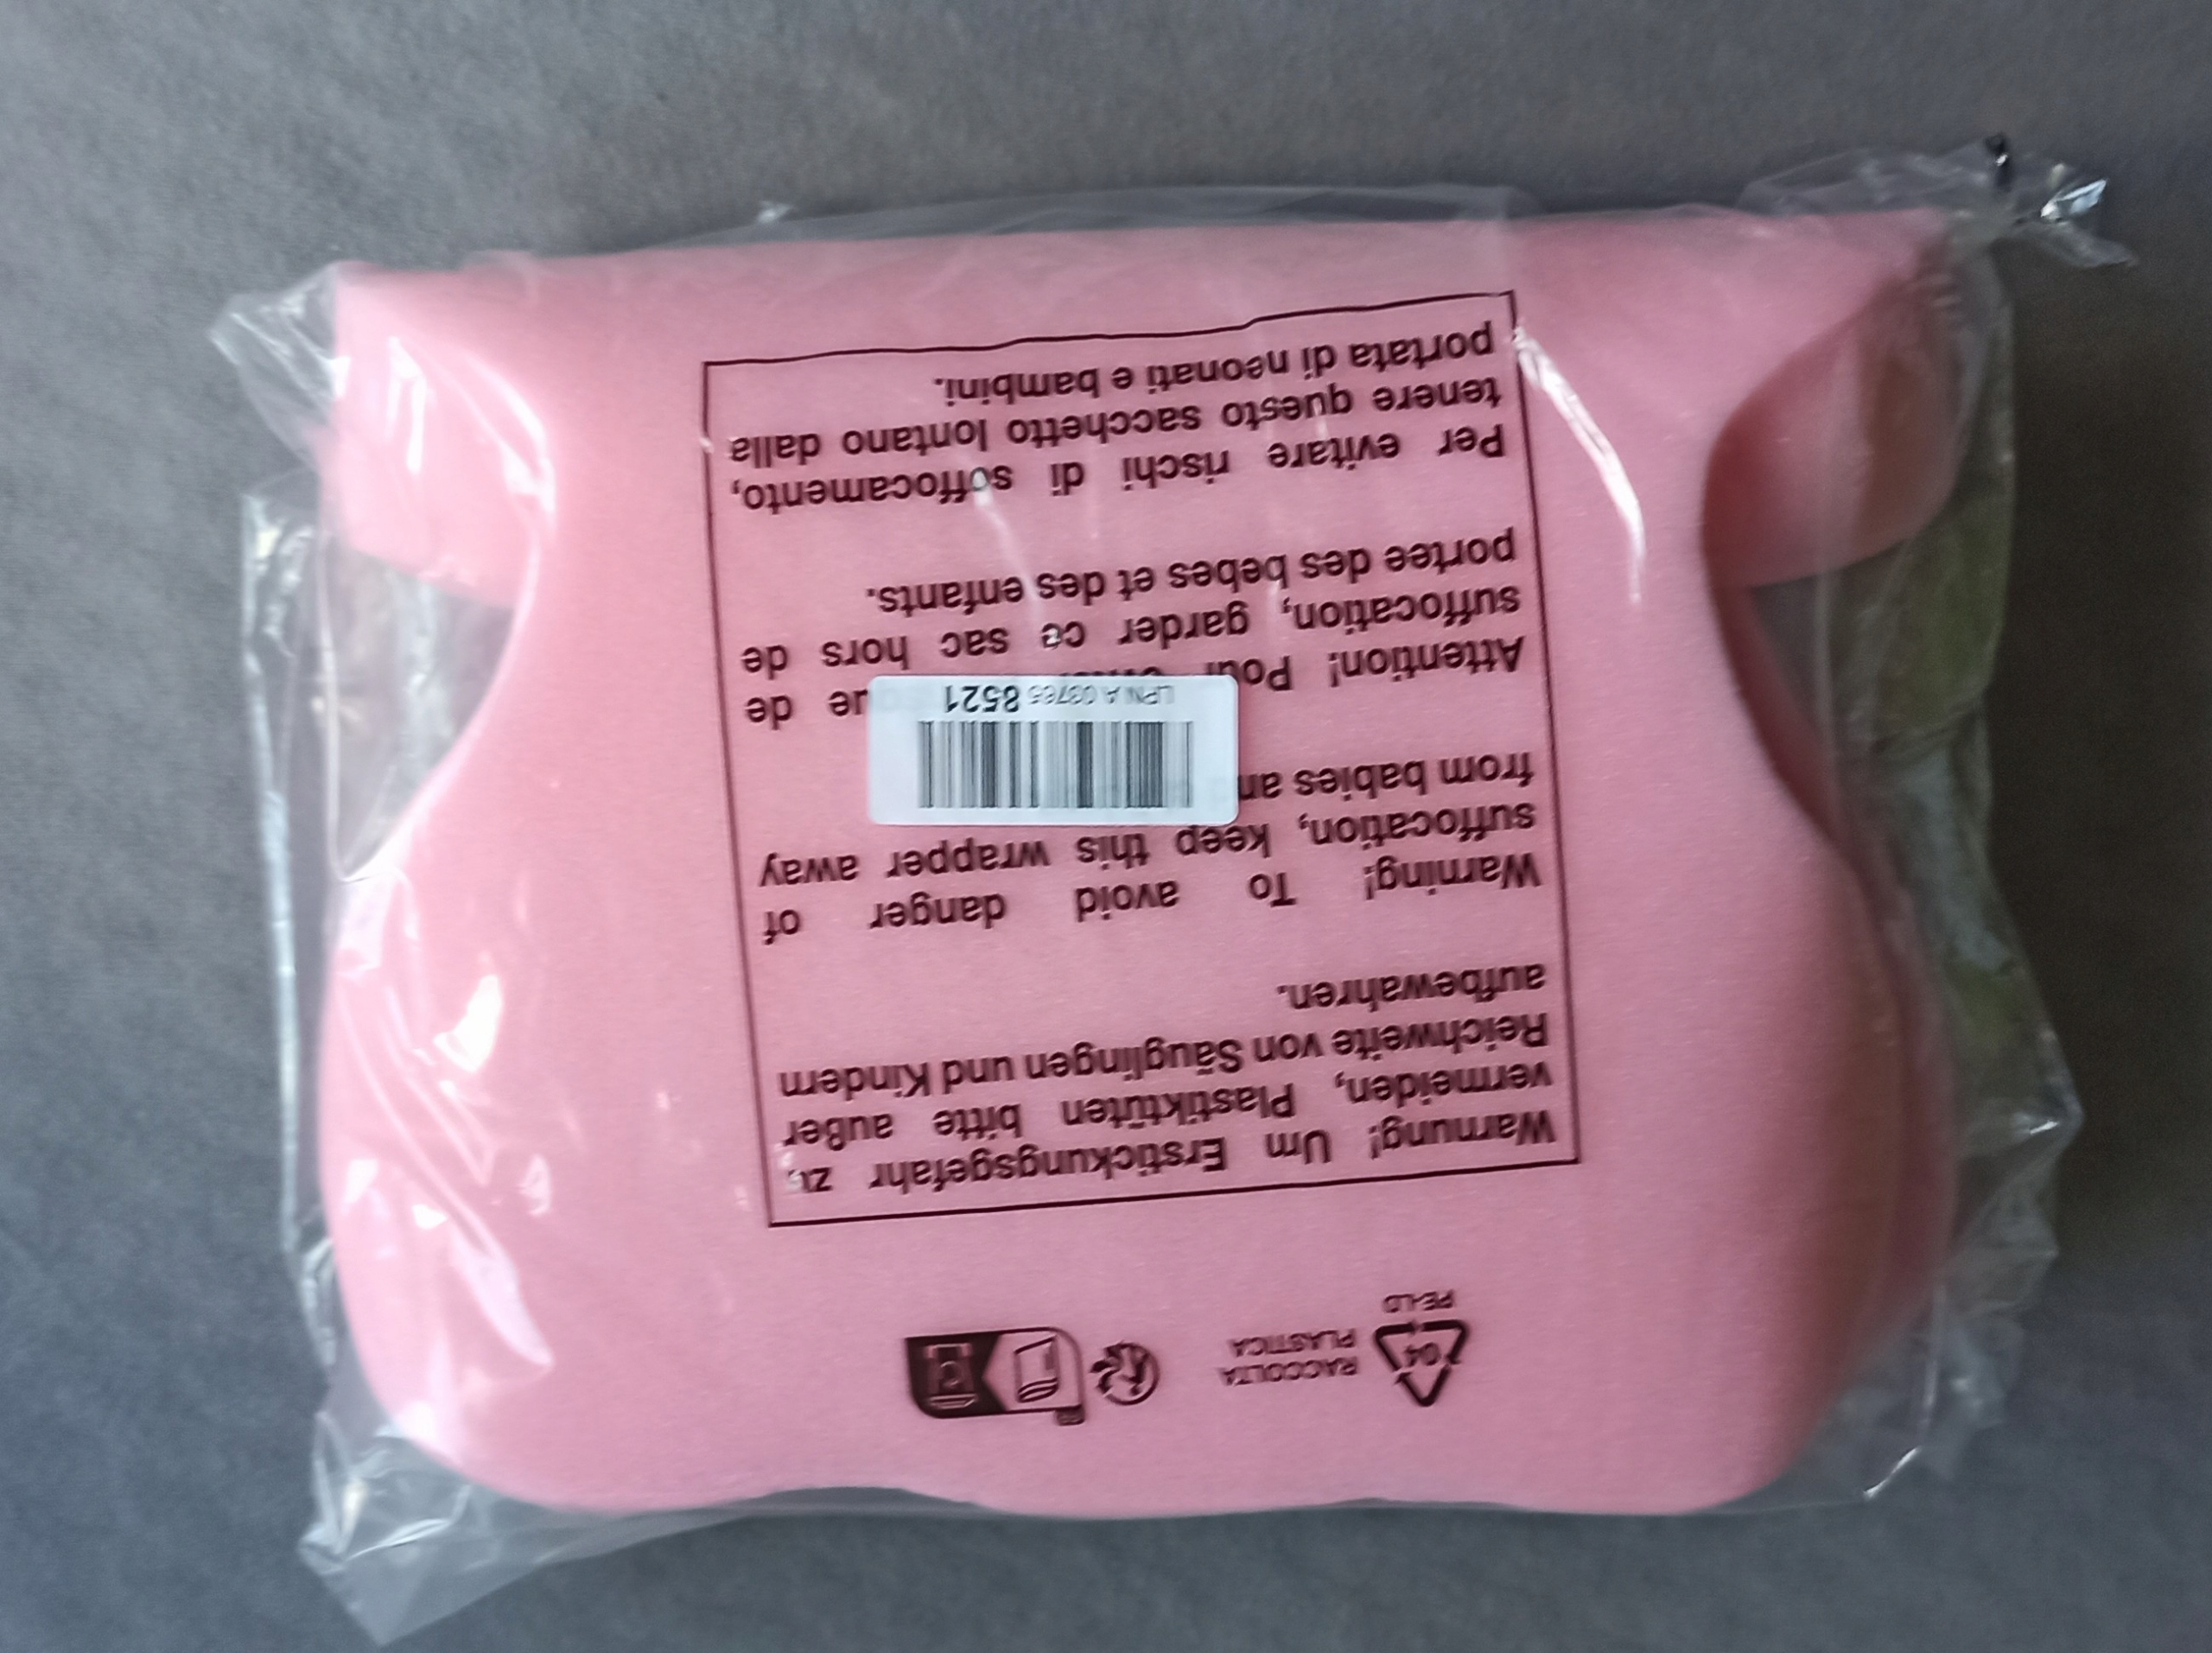 04
PE-LD
RACCOLTA
PLASTICA
Warnung! Um Erstickungsgefahr zu
vermeiden, Plastiktüten bitte außer
Reichweite von Säuglingen und Kindern
aufbewahren.
Warning! To avoid danger of
suffocation, keep this wrapper away
from babies
Attention! Pour de
suffocation, garder ce sac hors de
portee des bebes et des enfants.
Per evitare rischi di soffocamento,
tenere questo sacchetto lontano dalla
portata di neonati e bambini.
LPN A 03765 8521